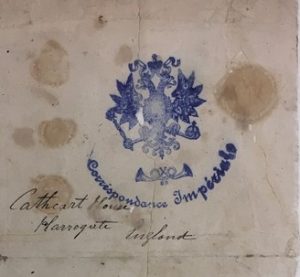 Correspondance Impériale
Cathcart House
Harrogate England